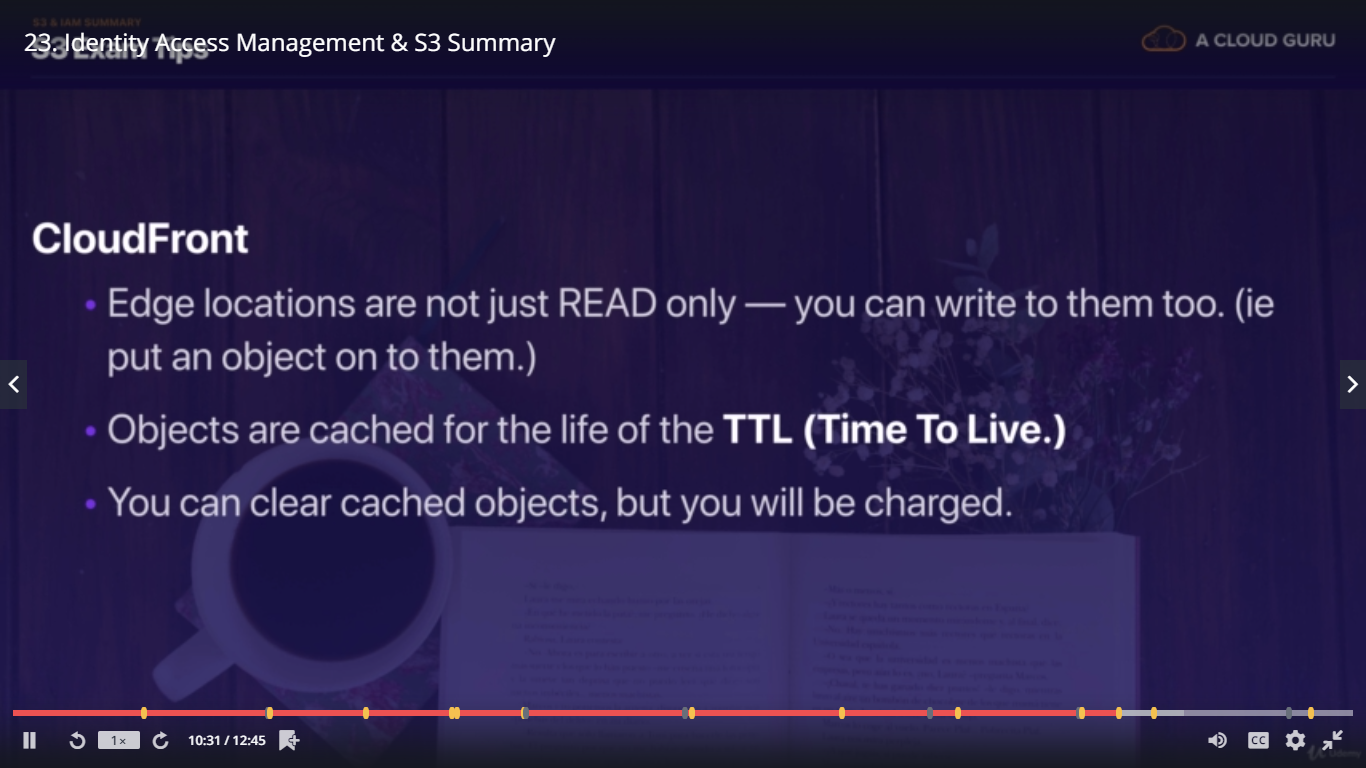 S3 & IAM SUMMARY
23. Identity Access Management & S3 Summary
S3 Exam Tips
A CLOUD GURU
CloudFront
• Edge locations are not just READ only — you can write to them too. (ie
put an object on to them.)
• Objects are cached for the life of the TTL (Time To Live.)
• You can clear cached objects, but you will be charged.
1×
10:31 / 12:45
CC
Udemy